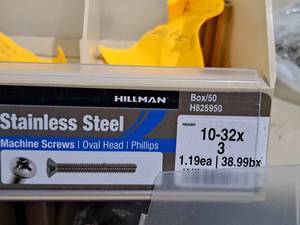 HILLMAN
Box/50
H825950
Stainless Steel
Machine Screws | Oval Head | Phillips
10-32x
3
1.19ea | 38.99bx